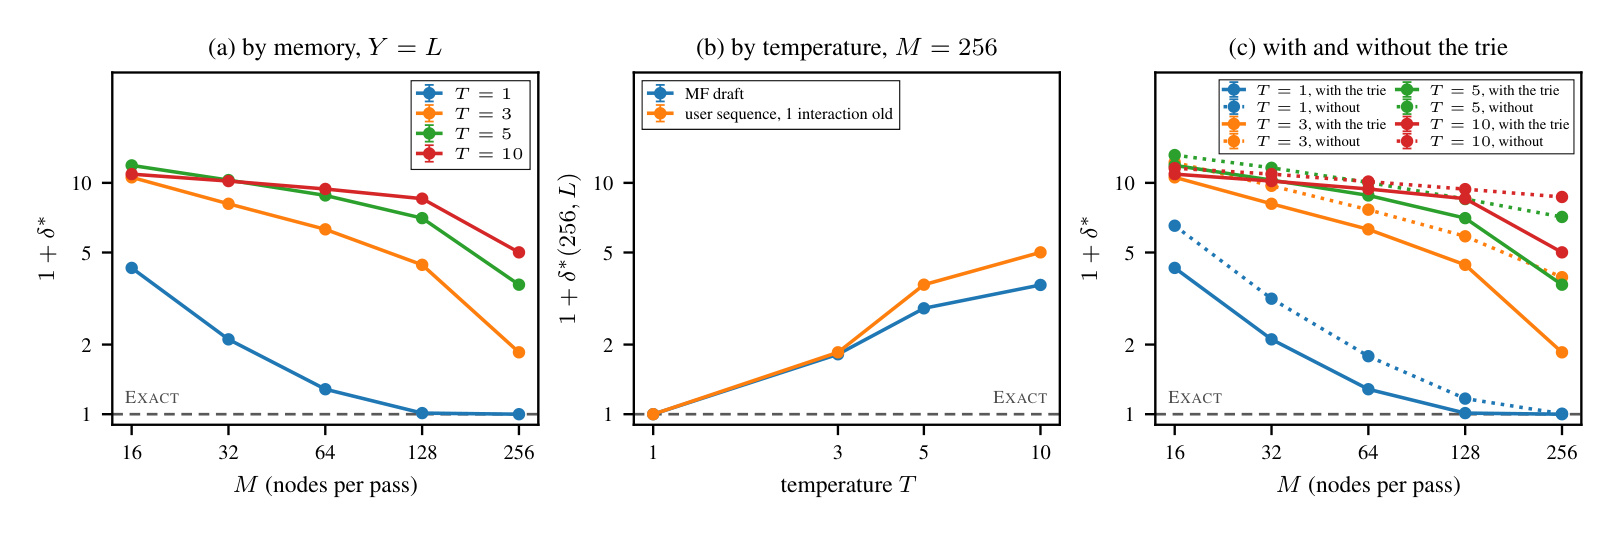 (a) by memory, Y = L
1 + δ*
10
5
2
1
T = 1
T = 3
T = 5
T = 10
EXACT
16 32 64 128 256
M (nodes per pass)
(b) by temperature, M = 256
1 + δ*(256, L)
10
5
2
1
MF draft
user sequence, 1 interaction old
EXACT
1 3 5 10
temperature T
(c) with and without the trie
1 + δ*
10
5
2
1
T = 1, with the trie
T = 1, without
T = 3, with the trie
T = 3, without
T = 5, with the trie
T = 5, without
T = 10, with the trie
T = 10, without
EXACT
16 32 64 128 256
M (nodes per pass)